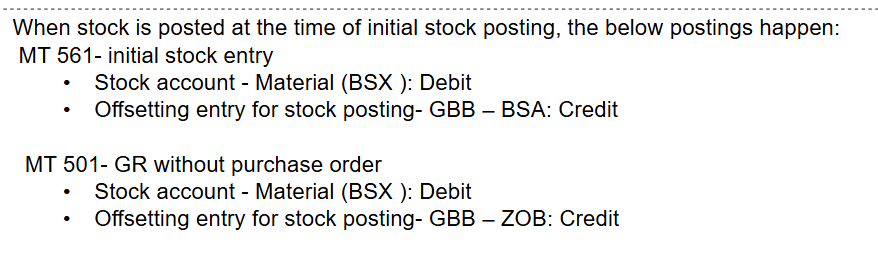 When stock is posted at the time of initial stock posting, the below postings happen:
MT 561- initial stock entry
• Stock account - Material (BSX ): Debit
• Offsetting entry for stock posting- GBB – BSA: Credit
MT 501- GR without purchase order
• Stock account - Material (BSX ): Debit
• Offsetting entry for stock posting- GBB – ZOB: Credit